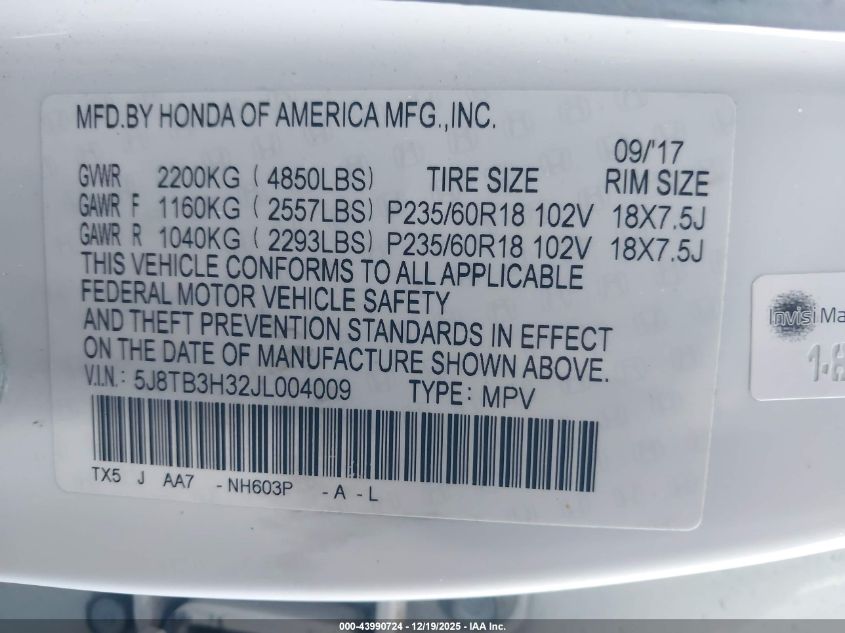 MFD.BY HONDA OF AMERICA MFG.,INC.
09/'17
GVWR 2200KG ( 4850LBS) TIRE SIZE RIM SIZE
GAWR F 1160KG ( 2557LBS) P235/60R18 102V 18X7.5J
GAWR R 1040KG ( 2293LBS) P235/60R18 102V 18X7.5J
THIS VEHICLE CONFORMS TO ALL APPLICABLE
FEDERAL MOTOR VEHICLE SAFETY
AND THEFT PREVENTION STANDARDS IN EFFECT
ON THE DATE OF MANUFACTURE SHOWN ABOVE.
V.I.N.: 5J8TB3H32JL004009 TYPE: MPV
TX5 J AA7 -NH603P -A -L
InvisiMa
000-43990724 - 12/19/2025 - IAA Inc.